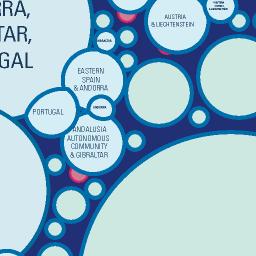 RRA,
TAR,
GAL
AUSTRIA
& LIECHTENSTEIN
EASTERN
SPAIN
& ANDORRA
PORTUGAL
ANDALUSIA
AUTONOMOUS
COMMUNITY
& GIBRALTAR